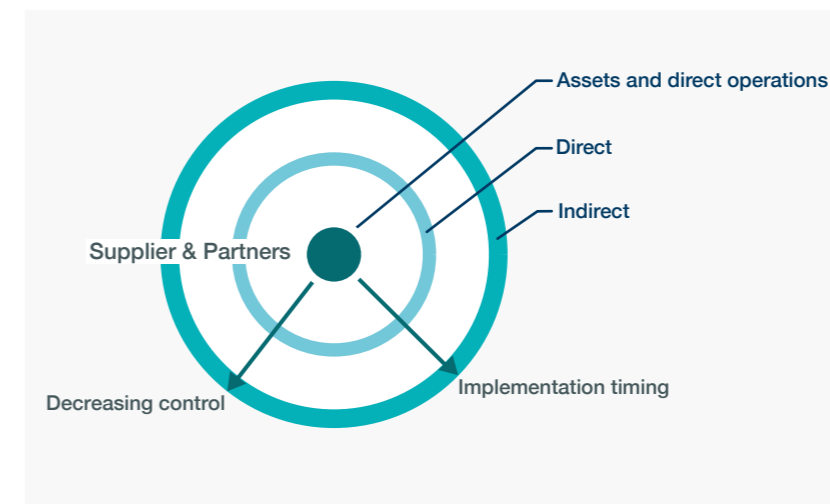 Assets and direct operations
Direct
Indirect
Supplier & Partners
Implementation timing
Decreasing control